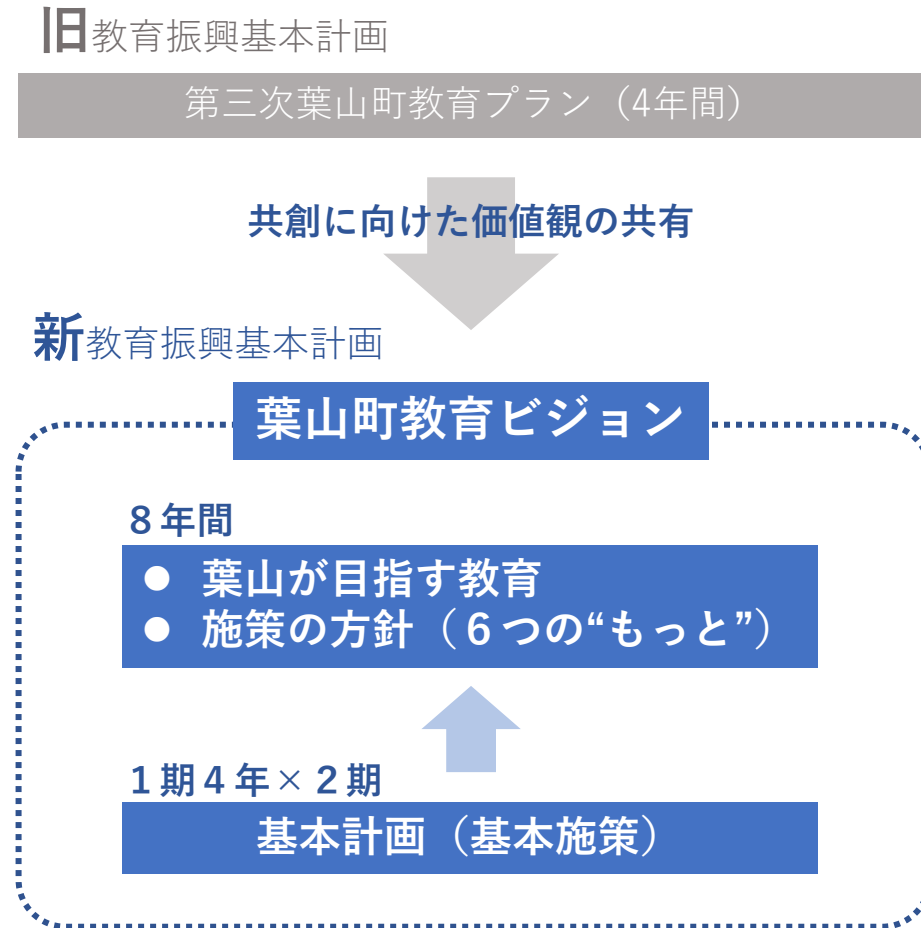 旧教育振興基本計画
第三次葉山町教育プラン（4年間）
共創に向けた価値観の共有
新教育振興基本計画
葉山町教育ビジョン
８年間
● 葉山が目指す教育
● 施策の方針（６つの“もっと”）
１期４年×２期
基本計画（基本施策）